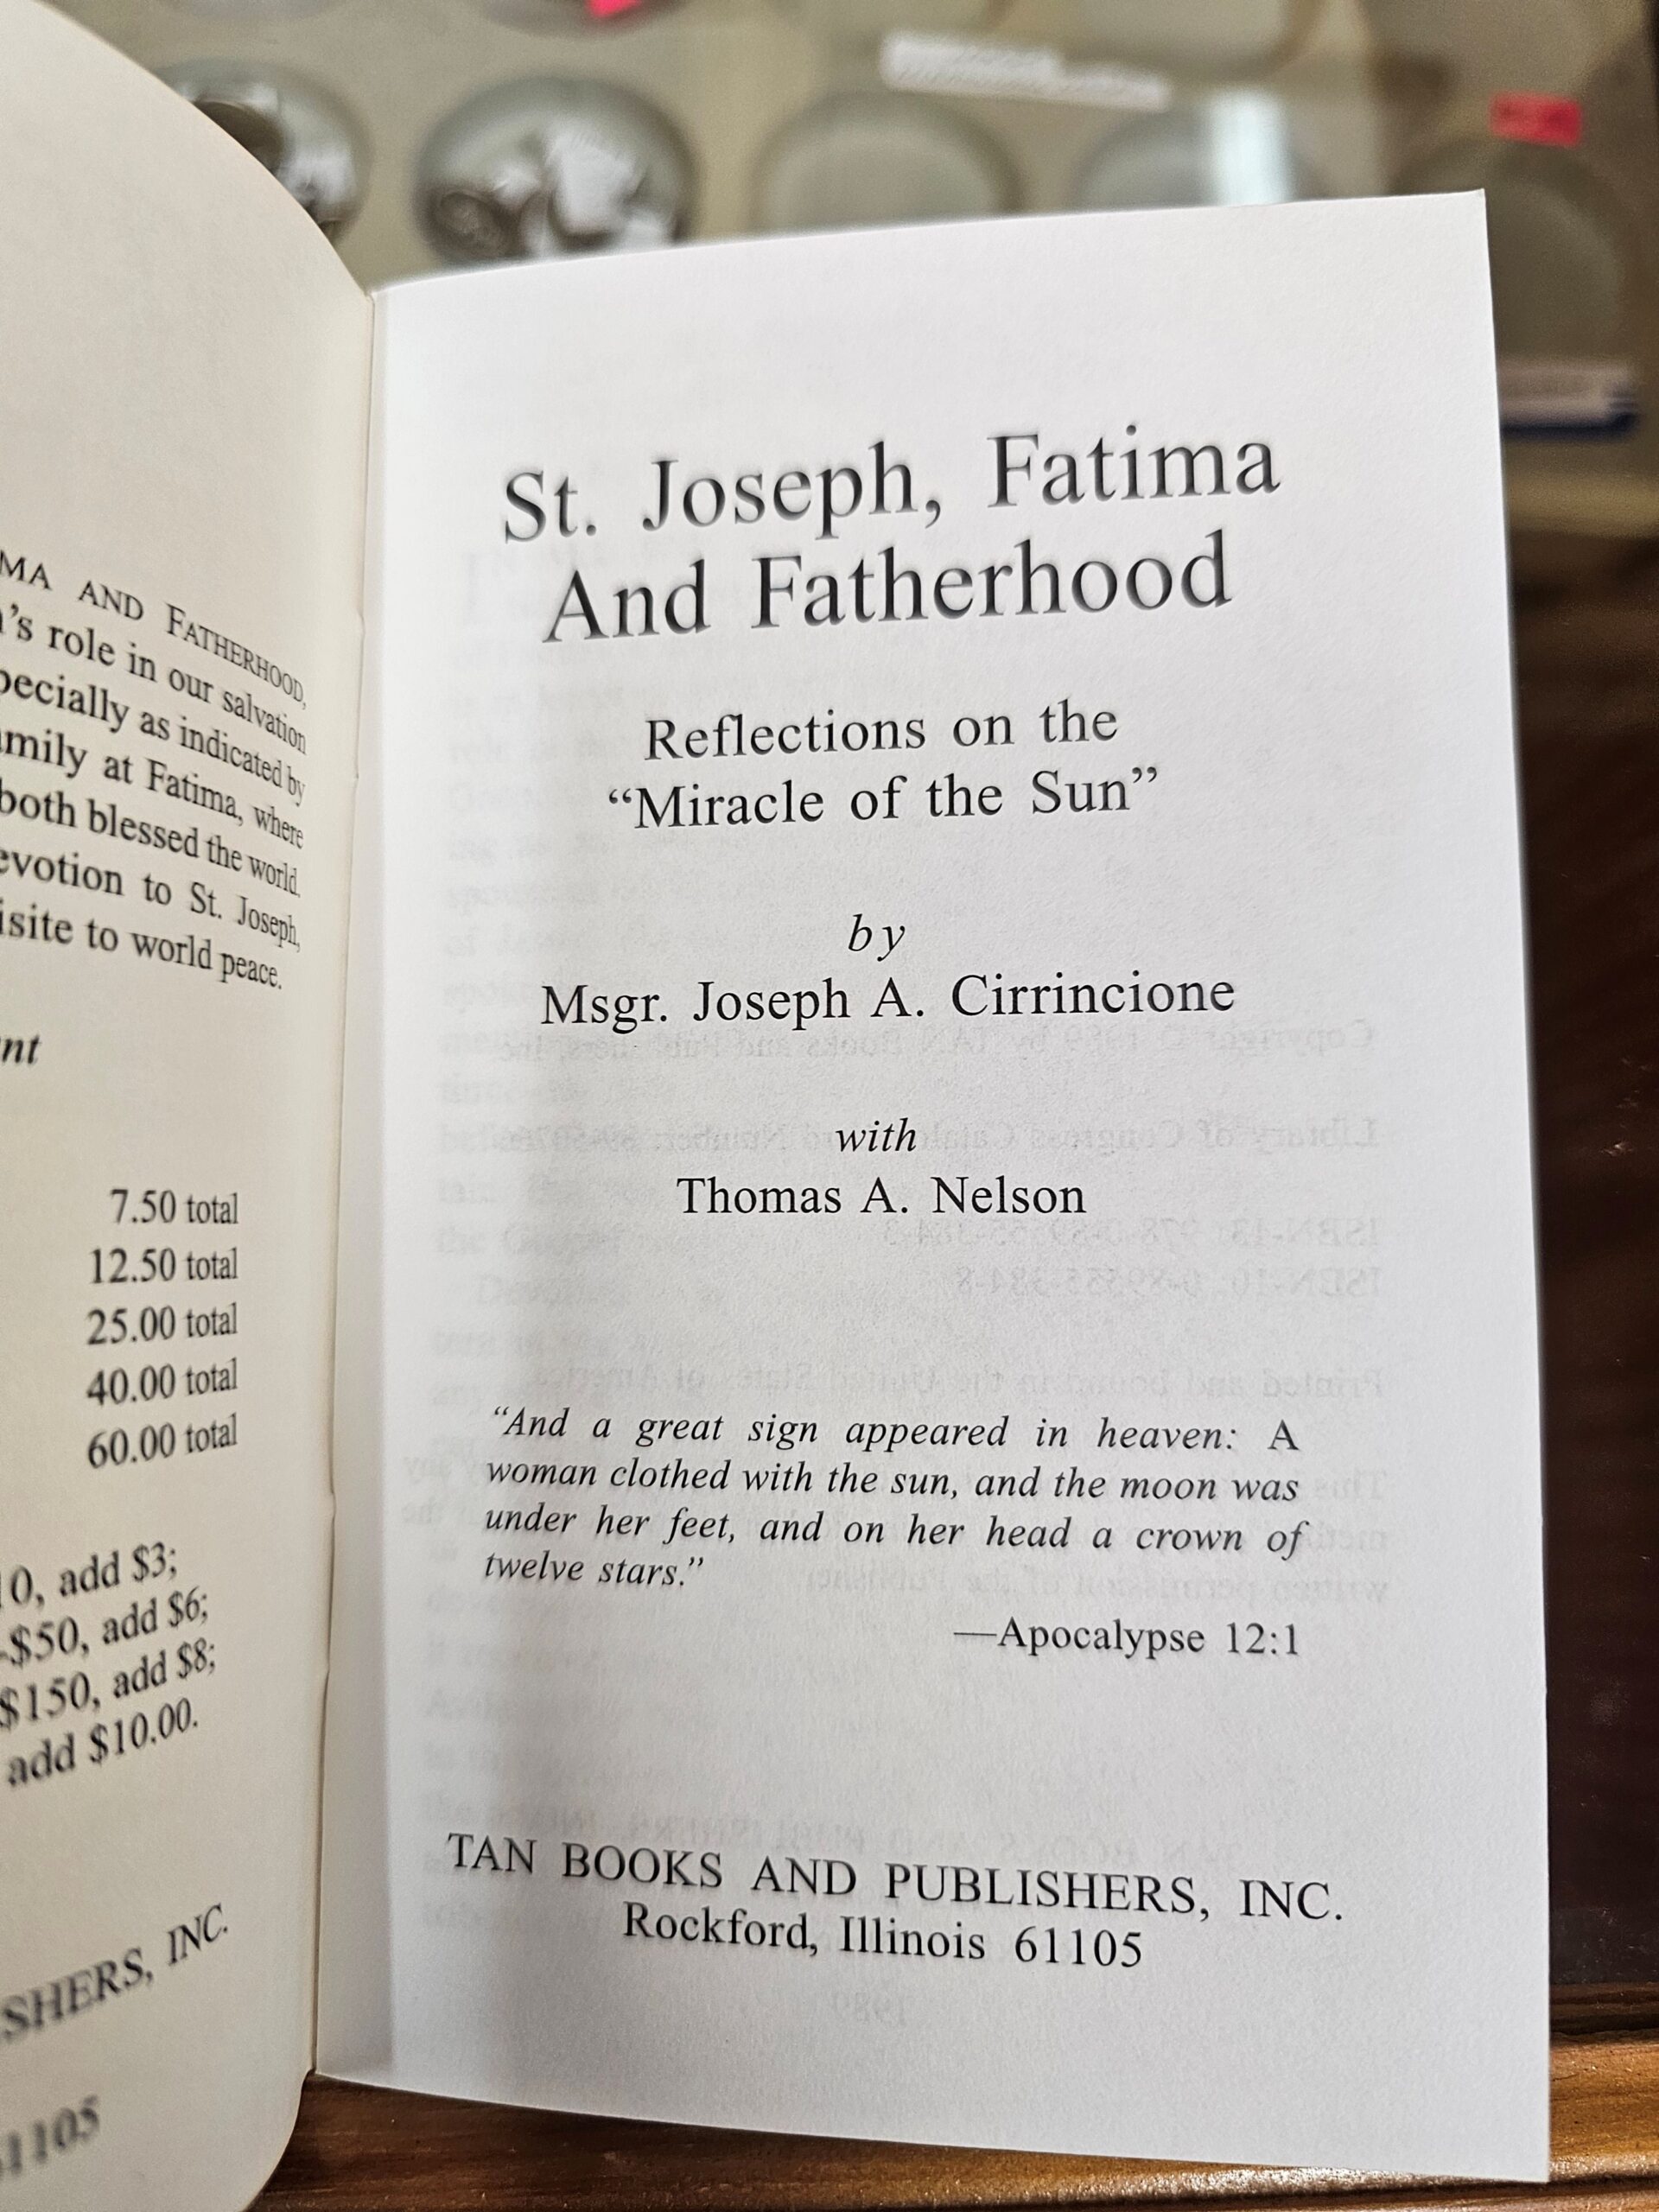 MA AND FATHERHOOD,
's role in our salvation
pecially as indicated by
mily at Fatima, where
both blessed the world.
evotion to St. Joseph,
isite to world peace.
nt
7.50 total
12.50 total
25.00 total
40.00 total
60.00 total
0, add $3;
-$50, add $6;
$150, add $8;
add $10.00.
SHERS, INC.
61105
St. Joseph, Fatima
And Fatherhood
Reflections on the
“Miracle of the Sun”
by
Msgr. Joseph A. Cirrincione
with
Thomas A. Nelson
“And a great sign appeared in heaven: A
woman clothed with the sun, and the moon was
under her feet, and on her head a crown of
twelve stars.”
—Apocalypse 12:1
TAN BOOKS AND PUBLISHERS, INC.
Rockford, Illinois 61105